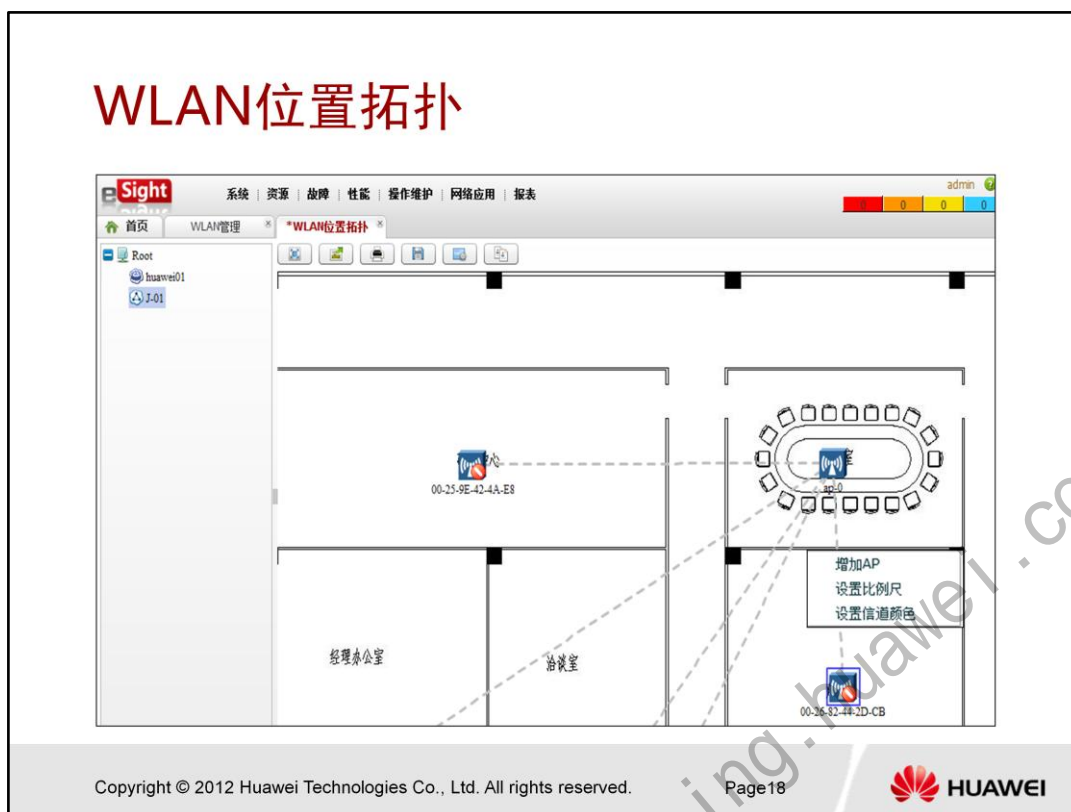 WLAN位置拓扑
eSight
系统 | 资源 | 故障 | 性能 | 操作维护 | 网络应用 | 报表
admin
0 0 0 0
首页 WLAN管理 *WLAN位置拓扑
Root
huawei01
J-01
心
室
00-25-9E-42-4A-E8
ap-0
增加AP
设置比例尺
设置信道颜色
经理办公室
洽谈室
00-26-82-44-2D-CB
ing.huawei.co
Copyright © 2012 Huawei Technologies Co., Ltd. All rights reserved.
Page18
HUAWEI